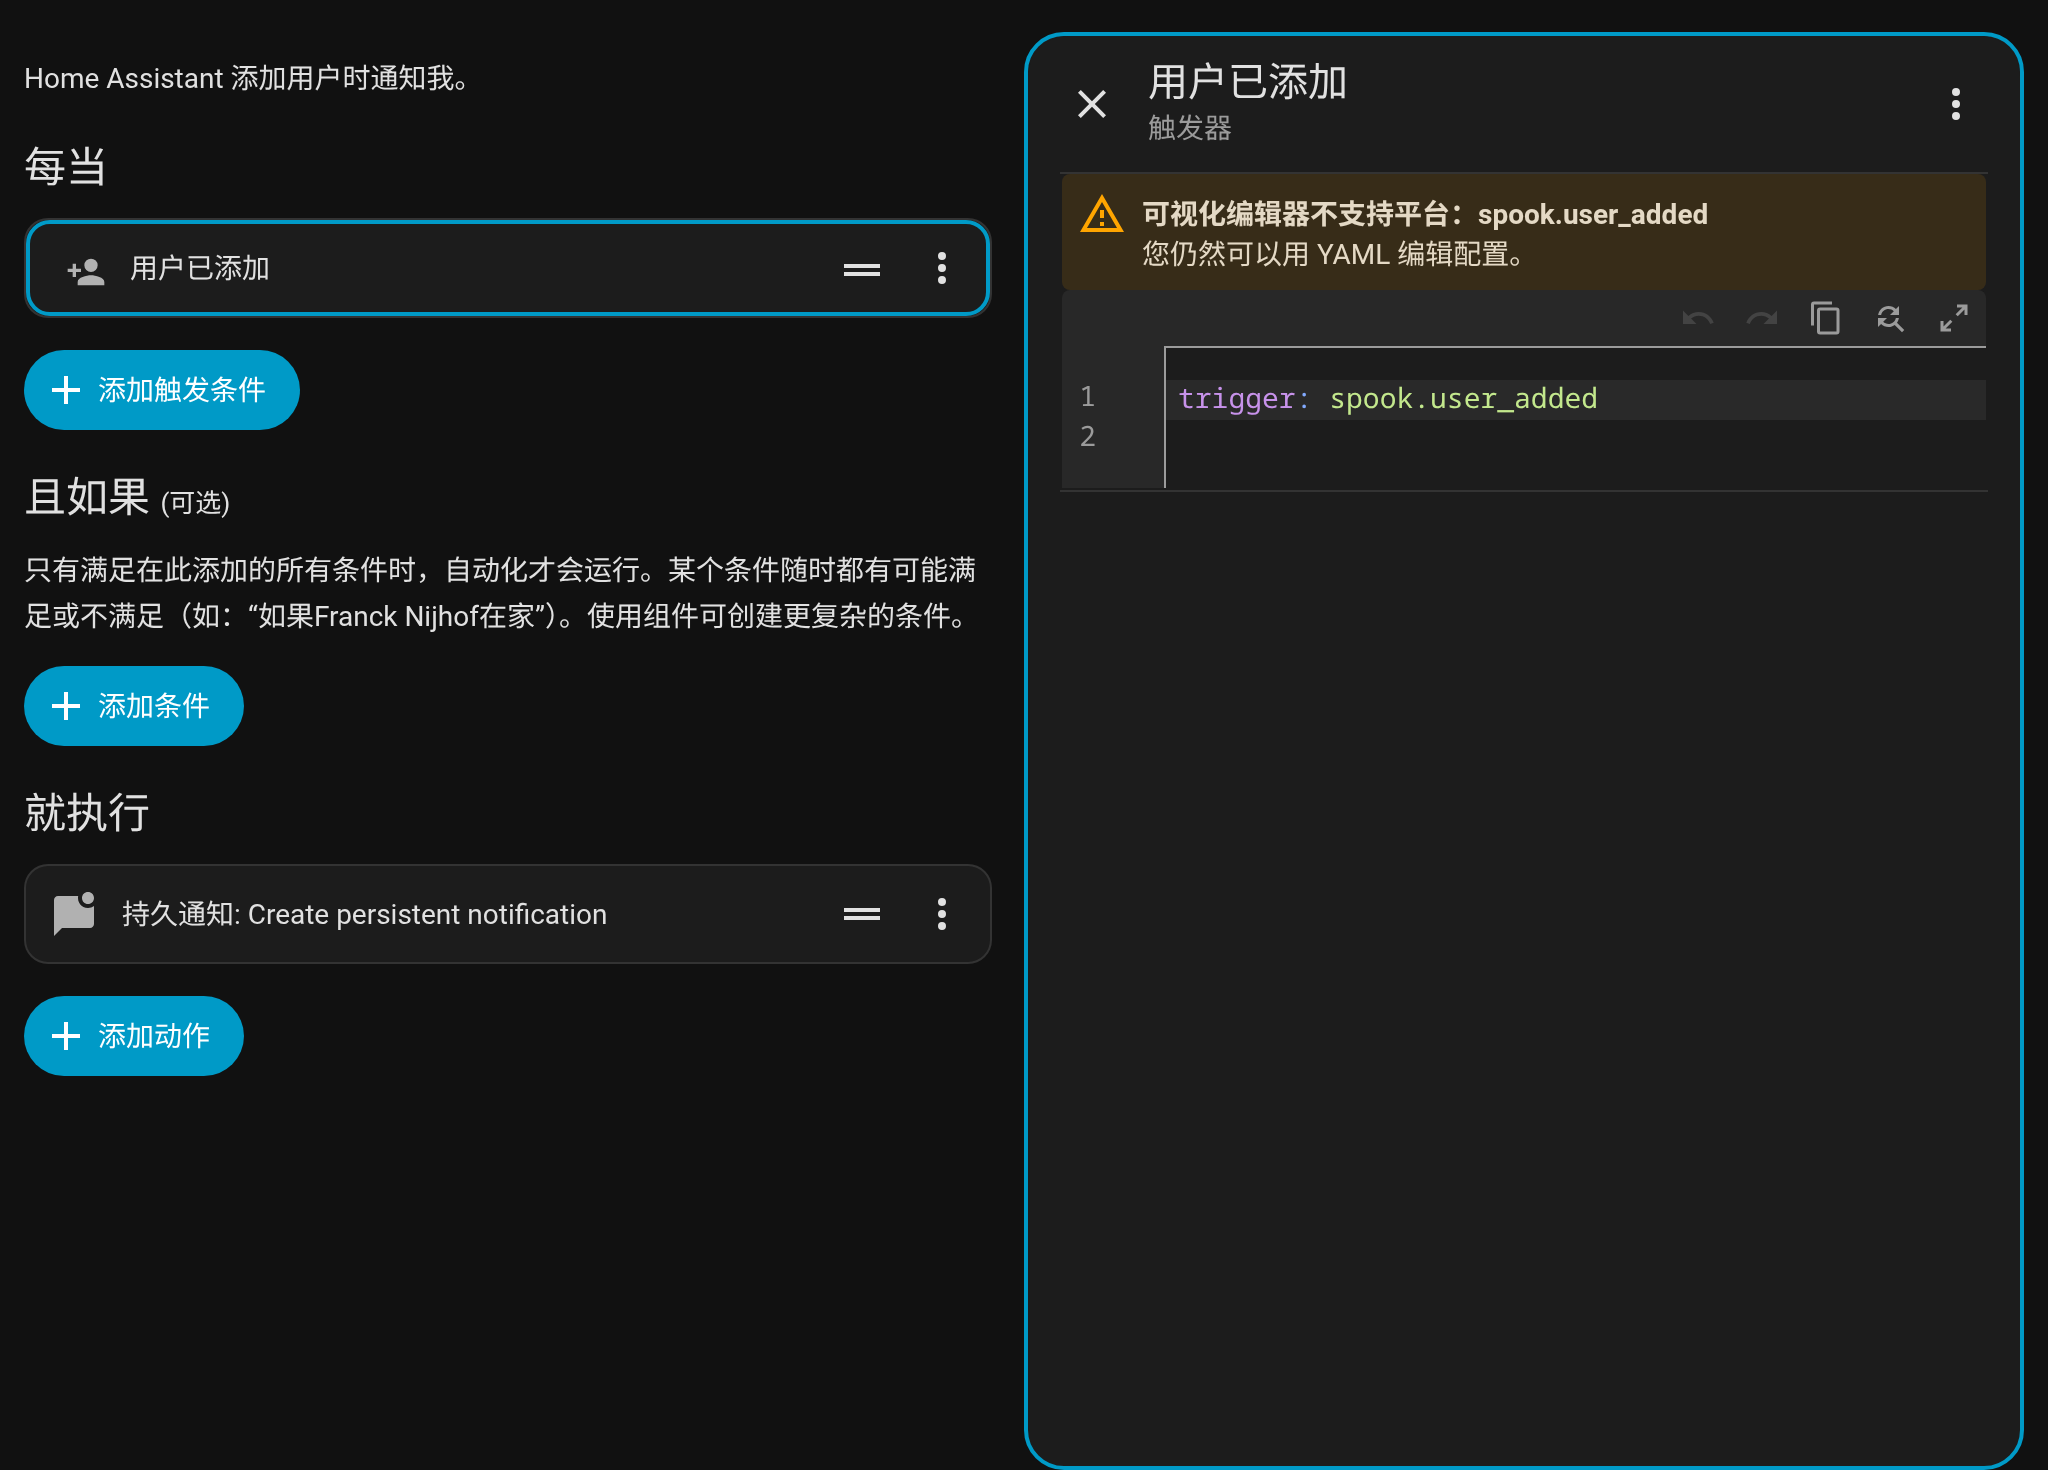 Home Assistant 添加用户时通知我。
每当
用户已添加
添加触发条件
且如果 (可选)
只有满足在此添加的所有条件时，自动化才会运行。某个条件随时都有可能满
足或不满足（如：“如果Franck Nijhof在家”）。使用组件可创建更复杂的条件。
添加条件
就执行
持久通知: Create persistent notification
添加动作
用户已添加
触发器
可视化编辑器不支持平台：spook.user_added
您仍然可以用 YAML 编辑配置。
1 trigger: spook.user_added
2